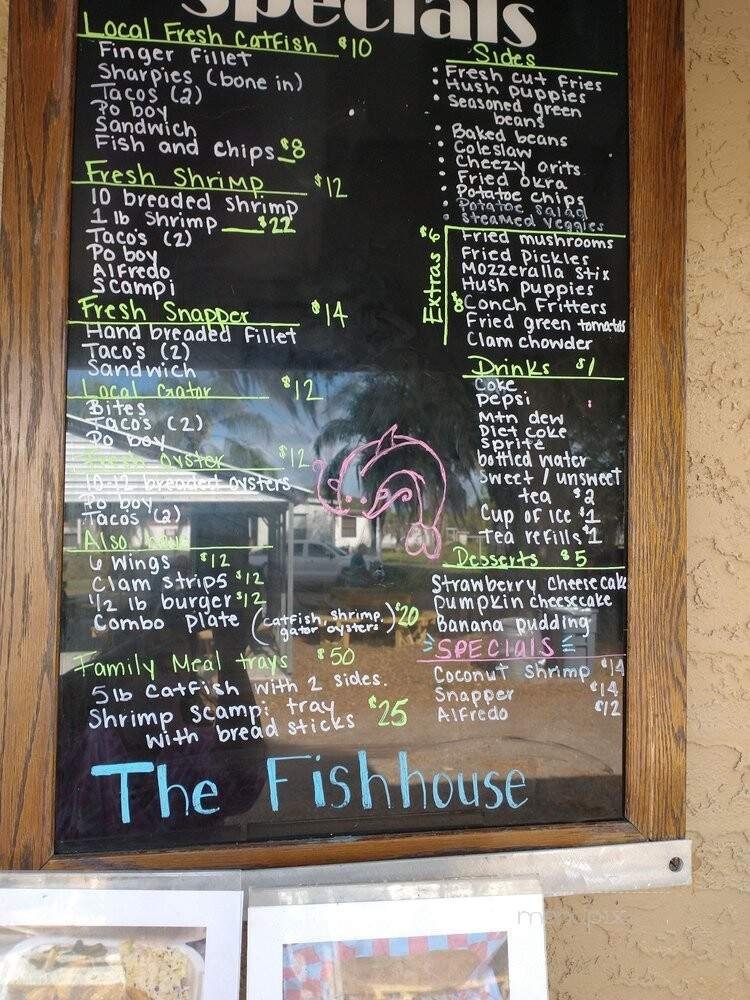 Specials
Local Fresh Catfish $10
Finger Fillet
Sharpies (bone in)
Tacos (2)
Po boy
Sandwich
Fish and chips $8
Fresh Shrimp $12
10 breaded shrimp
1 lb shrimp $22
Taco's (2)
Po boy
Alfredo
Scampi
Fresh Snapper $14
Hand breaded fillet
Taco's (2)
Sandwich
Local Gator $12
Bites
Tacos (2)
Po boy
Fresh Oyster $12
10-12 breaded oysters
Po boy
Tacos (2)
Also have
6 wings $12
Clam strips $12
1/2 lb burger $12
Combo Plate (catfish, shrimp, gator oysters) $20
Family Meal trays $50
5lb catfish with 2 sides.
Shrimp scampi tray
with bread sticks $25
Sides
• Fresh cut fries
• Hush puppies
• Seasoned green
beans
• Baked beans
• Coleslaw
• Cheezy grits
• Fried okra
• Potatoe chips
• Potatoe salad
• Steamed veggies
Extras $6
Fried mushrooms
Fried Pickles
Mozzeralla Stix
Hush puppies
$8 Conch Fritters
Fried green tomatoes
Clam chowder
Drinks $1
Coke
Pepsi
Mtn dew
Diet coke
Sprite
bottled water
sweet / unsweet
tea $2
Cup of ice $1
tea refills $1
Desserts $5
Strawberry cheesecake
Pumpkin cheesecake
Banana pudding
SPECIALS
Coconut shrimp $14
Snapper $14
Alfredo $12
The Fishhouse
menupix